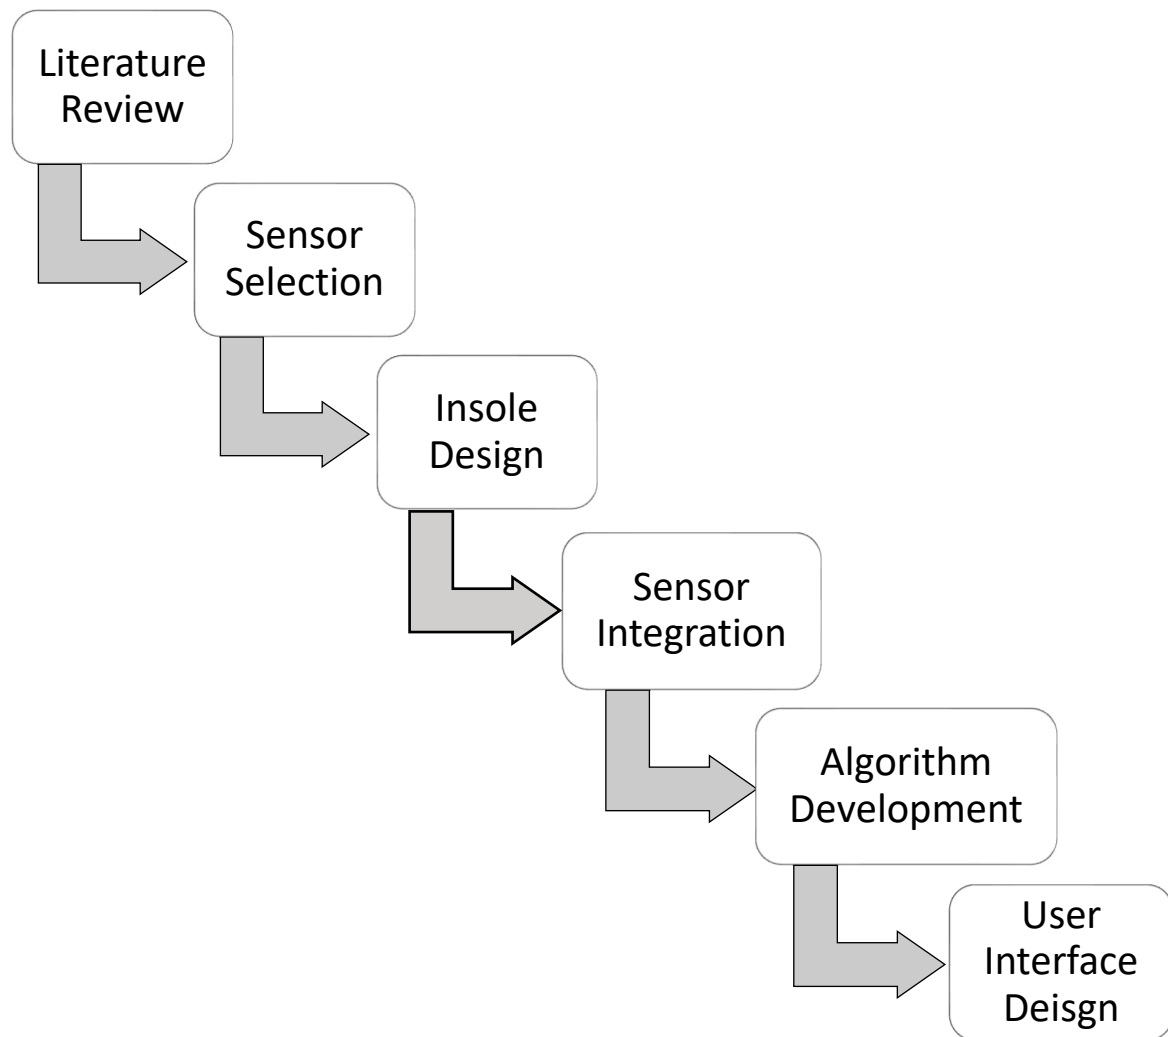 Literature
Review
Sensor
Selection
Insole
Design
Sensor
Integration
Algorithm
Development
User
Interface
Deisgn